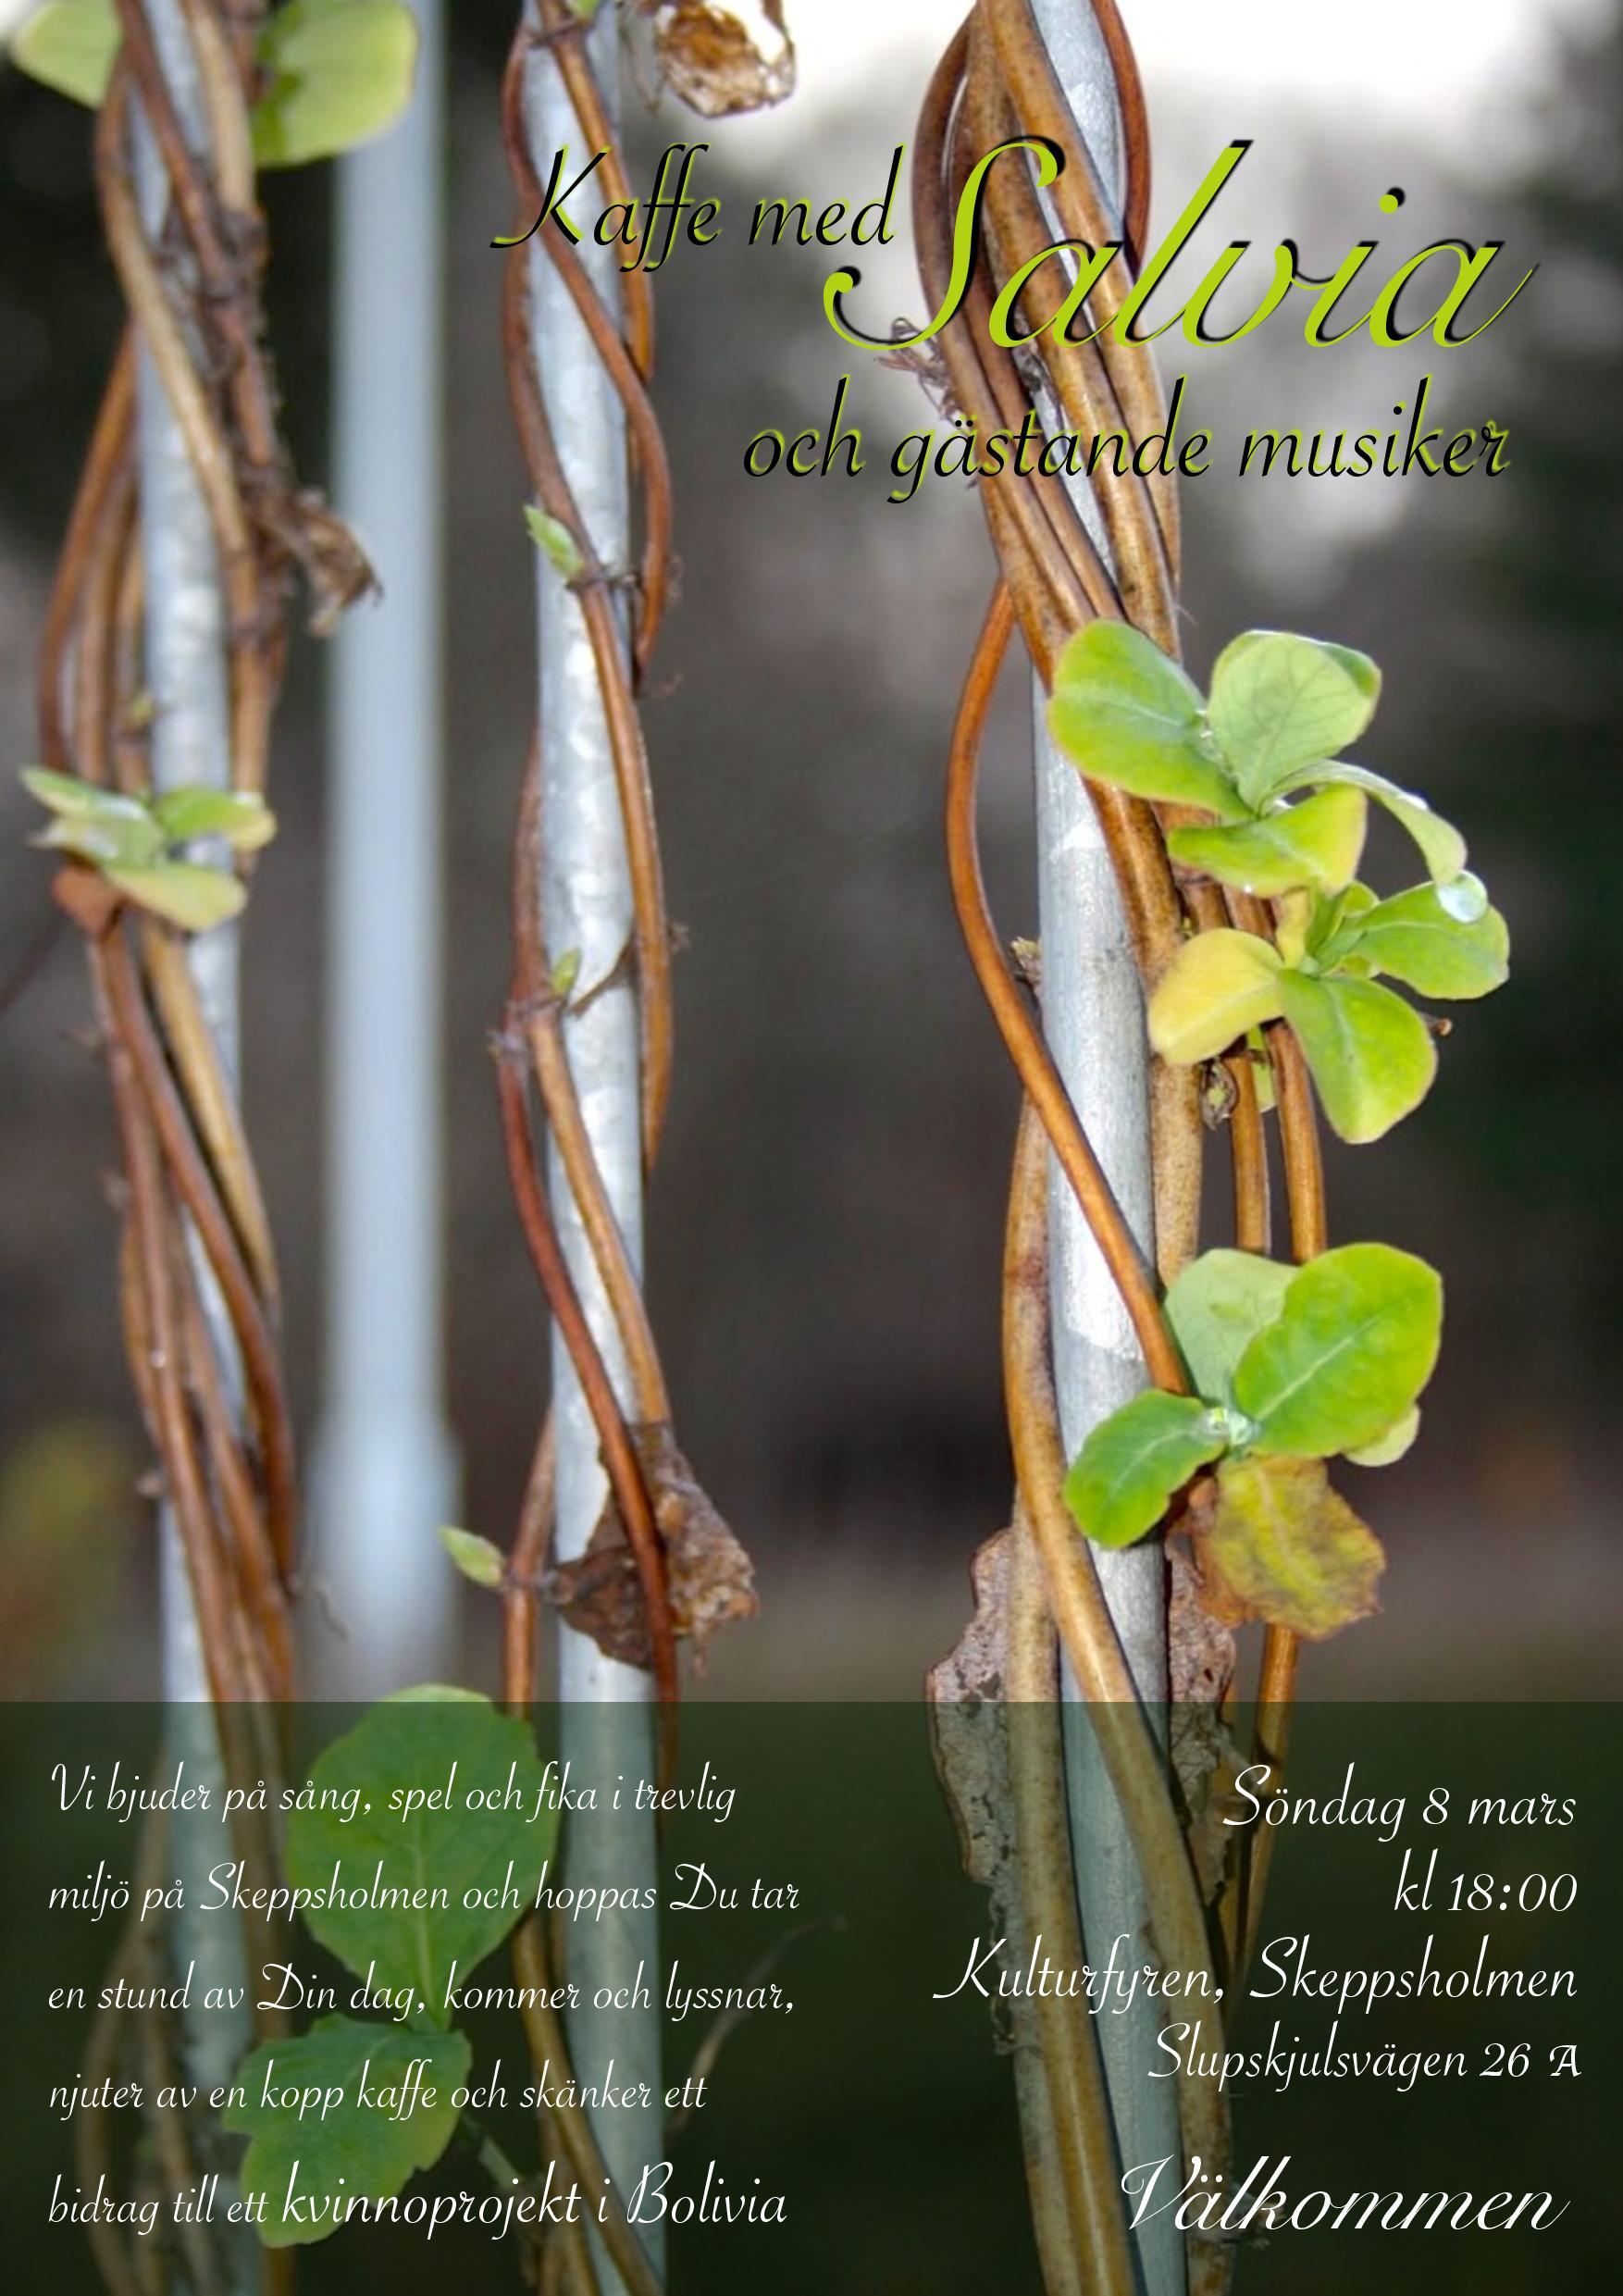 Kaffe med Salvia
och gästande musiker
Vi bjuder på sång, spel och fika i trevlig
miljö på Skeppsholmen och hoppas Du tar
en stund av Din dag, kommer och lyssnar,
njuter av en kopp kaffe och skänker ett
bidrag till ett kvinnoprojekt i Bolivia
Söndag 8 mars
kl 18:00
Kulturfyren, Skeppsholmen
Slupskjulsvägen 26 A
Välkommen